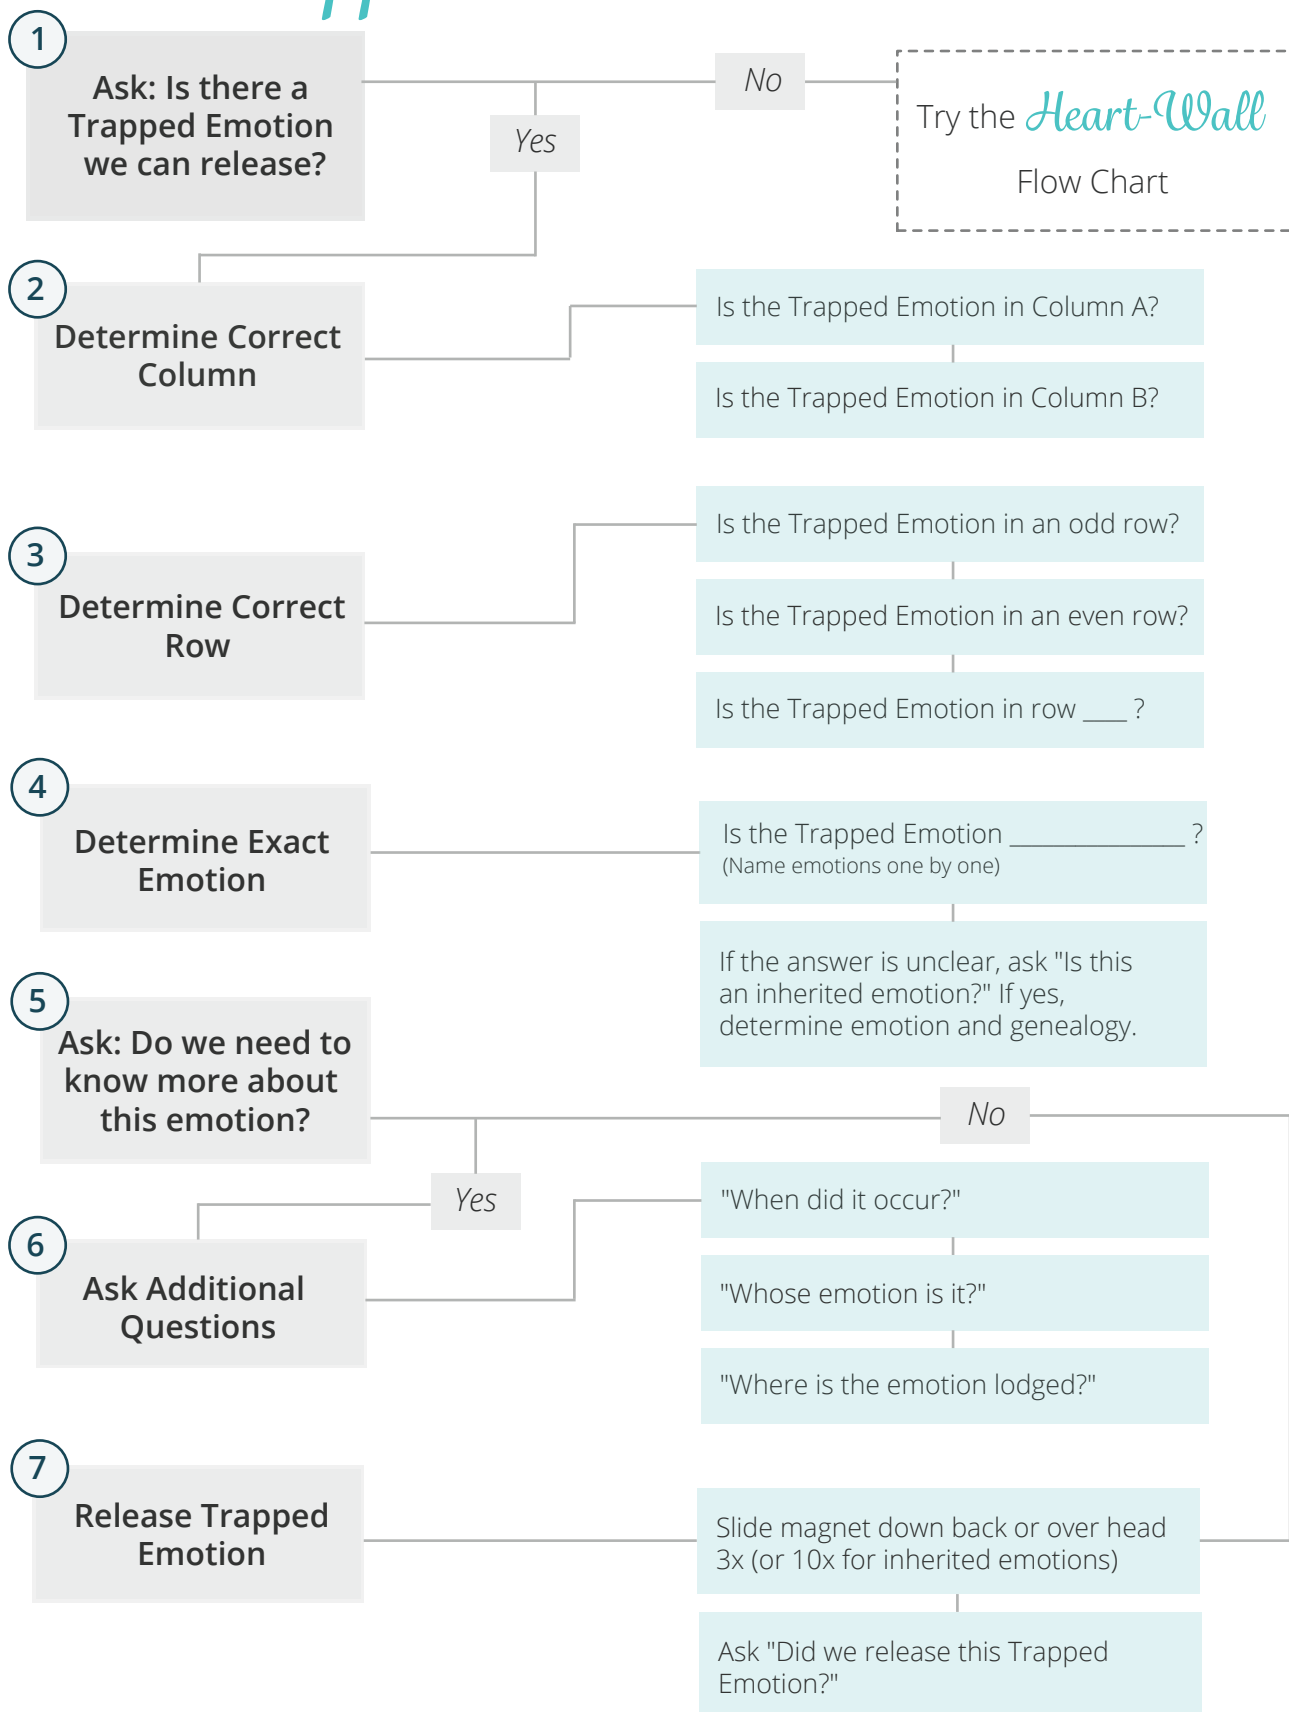 1
Ask: Is there a
Trapped Emotion
we can release?
No
Yes
Try the Heart-Wall
Flow Chart
2
Determine Correct
Column
Is the Trapped Emotion in Column A?
Is the Trapped Emotion in Column B?
3
Determine Correct
Row
Is the Trapped Emotion in an odd row?
Is the Trapped Emotion in an even row?
Is the Trapped Emotion in row ___ ?
4
Determine Exact
Emotion
Is the Trapped Emotion ____________ ?
(Name emotions one by one)
If the answer is unclear, ask "Is this
an inherited emotion?" If yes,
determine emotion and genealogy.
5
Ask: Do we need to
know more about
this emotion?
No
Yes
6
Ask Additional
Questions
"When did it occur?"
"Whose emotion is it?"
"Where is the emotion lodged?"
7
Release Trapped
Emotion
Slide magnet down back or over head
3x (or 10x for inherited emotions)
Ask "Did we release this Trapped
Emotion?"